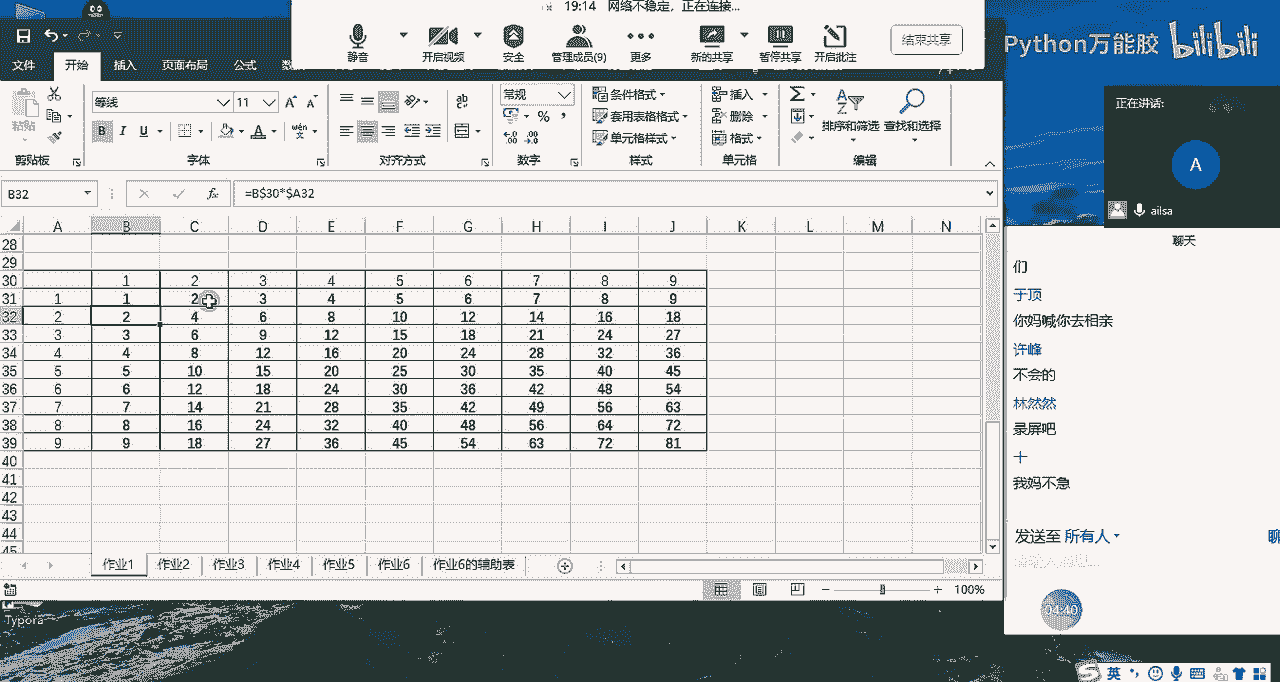 19:14 网络不稳定，正在连接...
静音 开启视频 安全 管理成员(9) 更多 新的共享 暂停共享 开启批注 结束共享
Python万能胶 bilibili
文件 开始 插入 页面布局 公式
正在讲话:
A
ailsa
粘贴 等线 11 A A 常规 条件格式 插入 排序和筛选 查找和选择
B I U A wén % 套用表格格式 删除
单元格样式 格式
剪贴板 字体 对齐方式 数字 样式 单元格 编辑
B32 fx =B$30*$A32
A B C D E F G H I J K L M N
28
29
30 1 2 3 4 5 6 7 8 9
31 1 1 2 3 4 5 6 7 8 9
32 2 2 4 6 8 10 12 14 16 18
33 3 3 6 9 12 15 18 21 24 27
34 4 4 8 12 16 20 24 28 32 36
35 5 5 10 15 20 25 30 35 40 45
36 6 6 12 18 24 30 36 42 48 54
37 7 7 14 21 28 35 42 49 56 63
38 8 8 16 24 32 40 48 56 64 72
39 9 9 18 27 36 45 54 63 72 81
40
41
42
43
44
45
作业1 作业2 作业3 作业4 作业5 作业6 作业6的辅助表
100%
聊天
们
于顶
你妈喊你去相亲
许峰
不会的
林然然
录屏吧
十
我妈不急
发送至 所有人
04:40
Typora
英